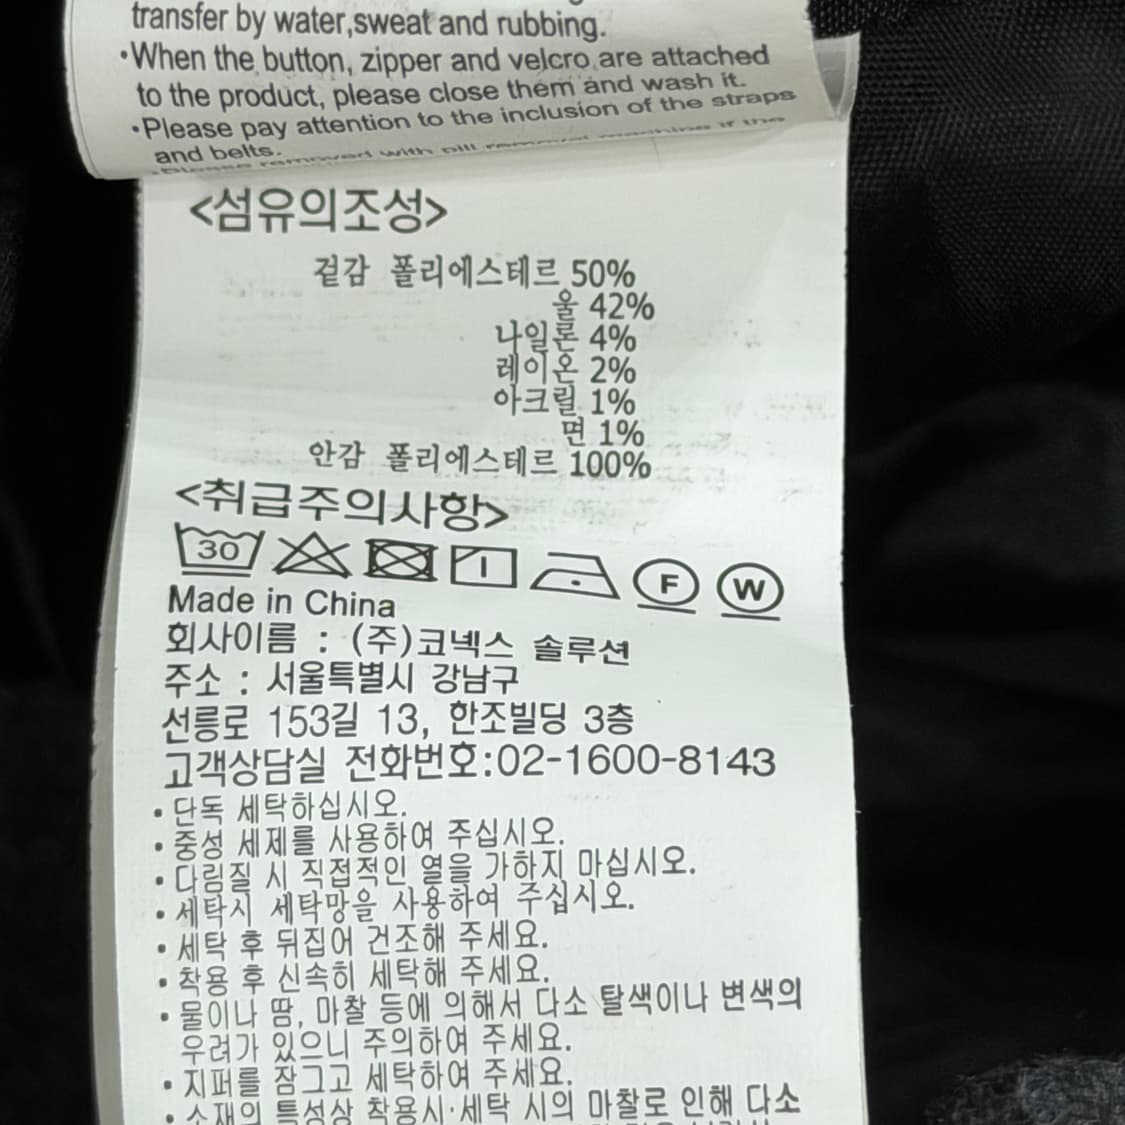 transfer by water,sweat and rubbing.
•When the button, zipper and velcro are attached
to the product, please close them and wash it.
•Please pay attention to the inclusion of the straps
and belts.
•Please removed with pill removal machine if the
<섬유의조성>
겉감 폴리에스테르 50%
울 42%
나일론 4%
레이온 2%
아크릴 1%
면 1%
안감 폴리에스테르 100%
<취급주의사항>
30 F W
Made in China
회사이름 : (주)코넥스 솔루션
주소 : 서울특별시 강남구
선릉로 153길 13, 한조빌딩 3층
고객상담실 전화번호:02-1600-8143
• 단독 세탁하십시오.
• 중성 세제를 사용하여 주십시오.
• 다림질 시 직접적인 열을 가하지 마십시오.
• 세탁시 세탁망을 사용하여 주십시오.
• 세탁 후 뒤집어 건조해 주세요.
• 착용 후 신속히 세탁해 주세요.
• 물이나 땀, 마찰 등에 의해서 다소 탈색이나 변색의
우려가 있으니 주의하여 주세요.
• 지퍼를 잠그고 세탁하여 주세요.
• 소재의 특성상 착용시·세탁 시의 마찰로 인해 다소